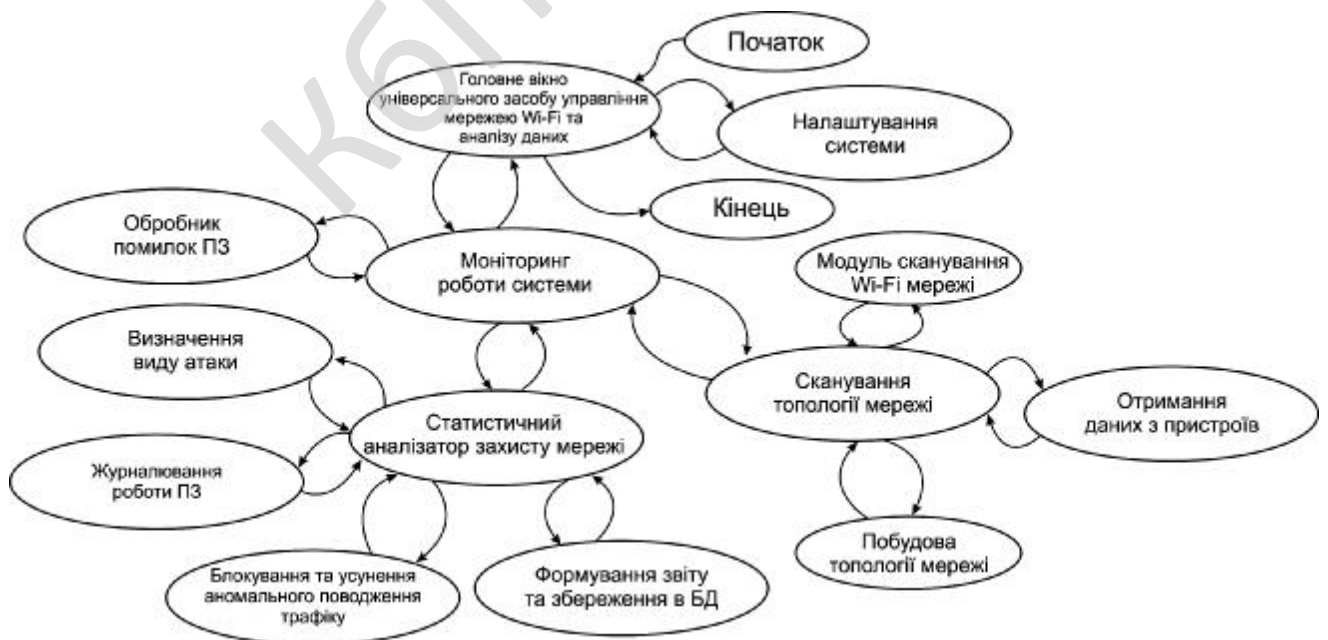 Початок
Головне вікно
універсального засобу управління
мережею Wi-Fi та
аналізу даних
Налаштування
системи
Кінець
Обробник
помилок ПЗ
Моніторинг
роботи системи
Модуль сканування
Wi-Fi мережі
Визначення
виду атаки
Сканування
топології мережі
Отримання
даних з пристроїв
Статистичний
аналізатор захисту мережі
Журналювання
роботи ПЗ
Побудова
топології мережі
Блокування та усунення
аномального поводження
трафіку
Формування звіту
та збереження в БД